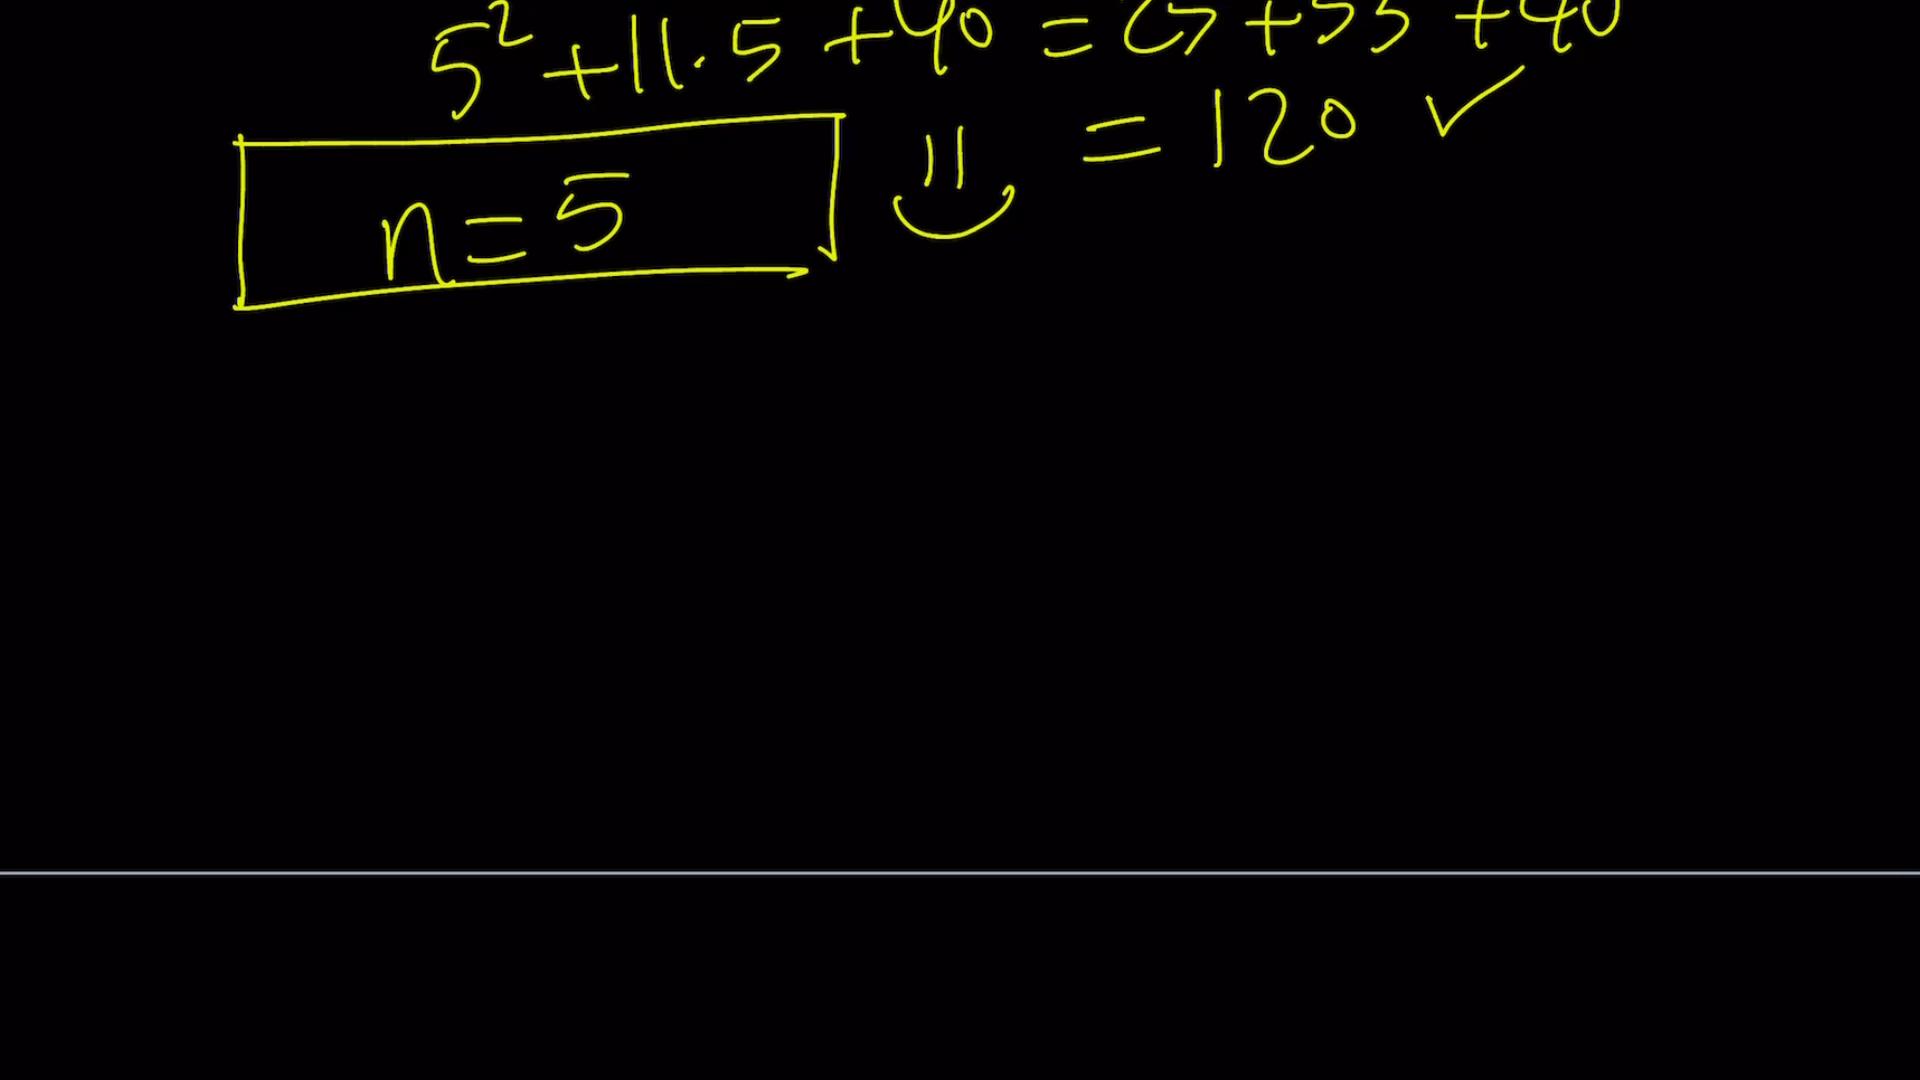 5² + 11 · 5 + 40 = 25 + 55 + 40
= 120 ✓
n = 5